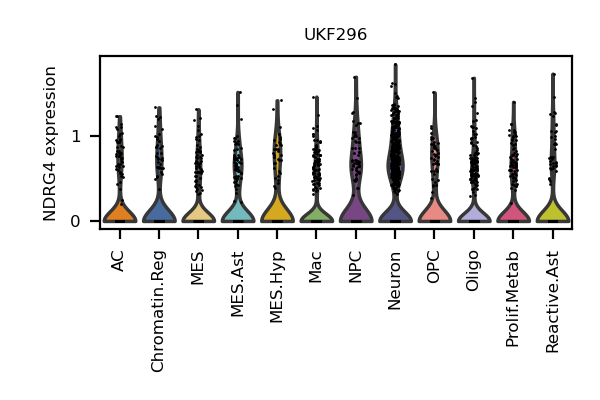 UKF296
NDRG4 expression
1
0
AC
Chromatin.Reg
MES
MES.Ast
MES.Hyp
Mac
NPC
Neuron
OPC
Oligo
Prolif.Metab
Reactive.Ast